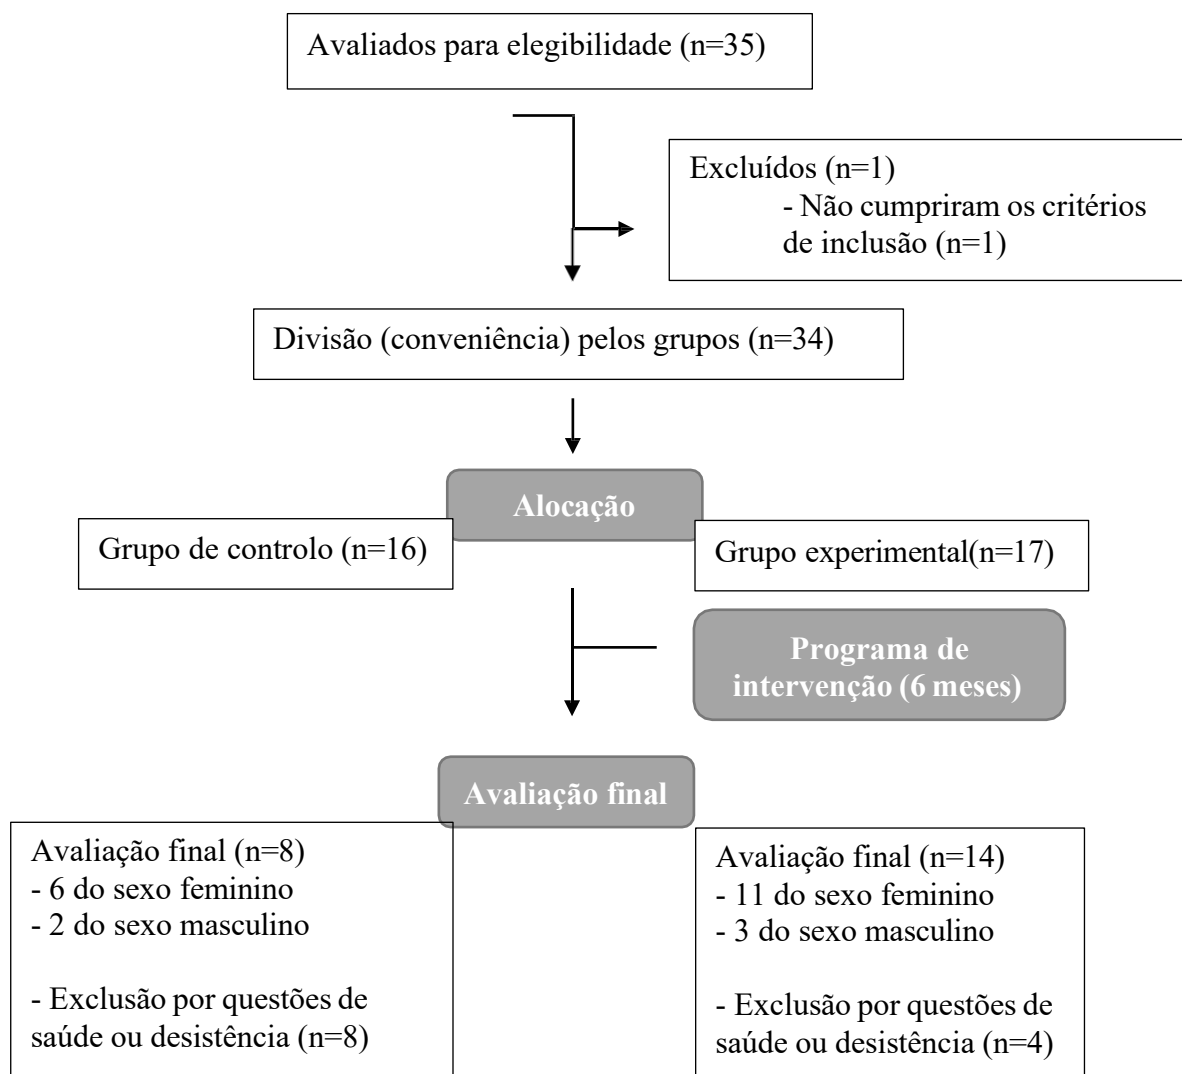 Avaliados para elegibilidade (n=35)
Excluídos (n=1)
- Não cumpriram os critérios
de inclusão (n=1)
Divisão (conveniência) pelos grupos (n=34)
Alocação
Grupo de controlo (n=16)
Grupo experimental(n=17)
Programa de
intervenção (6 meses)
Avaliação final
Avaliação final (n=8)
- 6 do sexo feminino
- 2 do sexo masculino
- Exclusão por questões de
saúde ou desistência (n=8)
Avaliação final (n=14)
- 11 do sexo feminino
- 3 do sexo masculino
- Exclusão por questões de
saúde ou desistência (n=4)